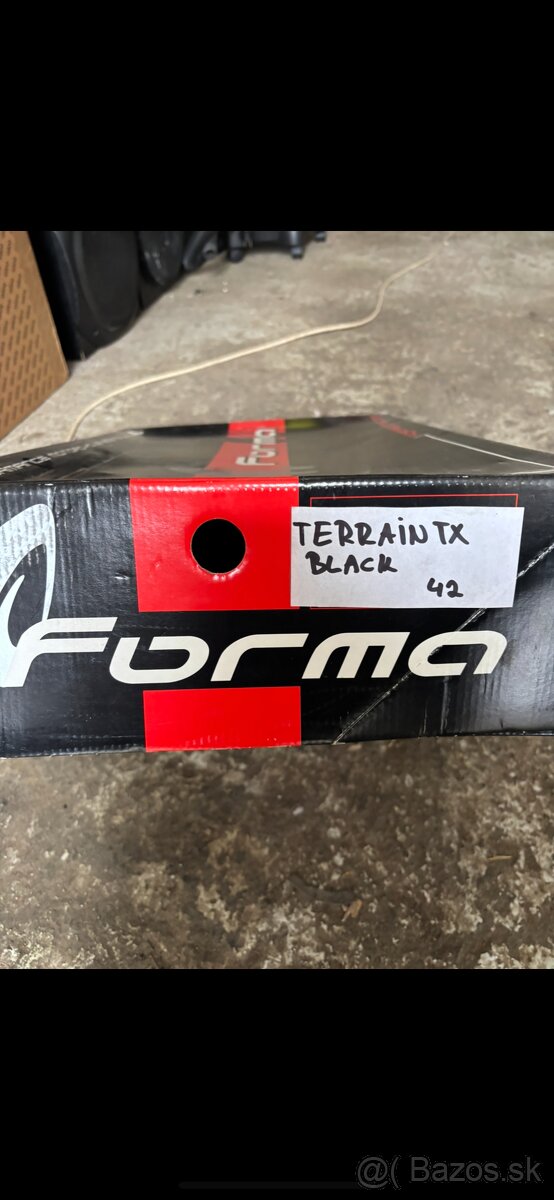 Forma
TERRAIN TX
BLACK
42
Forma
@( Bazos.sk